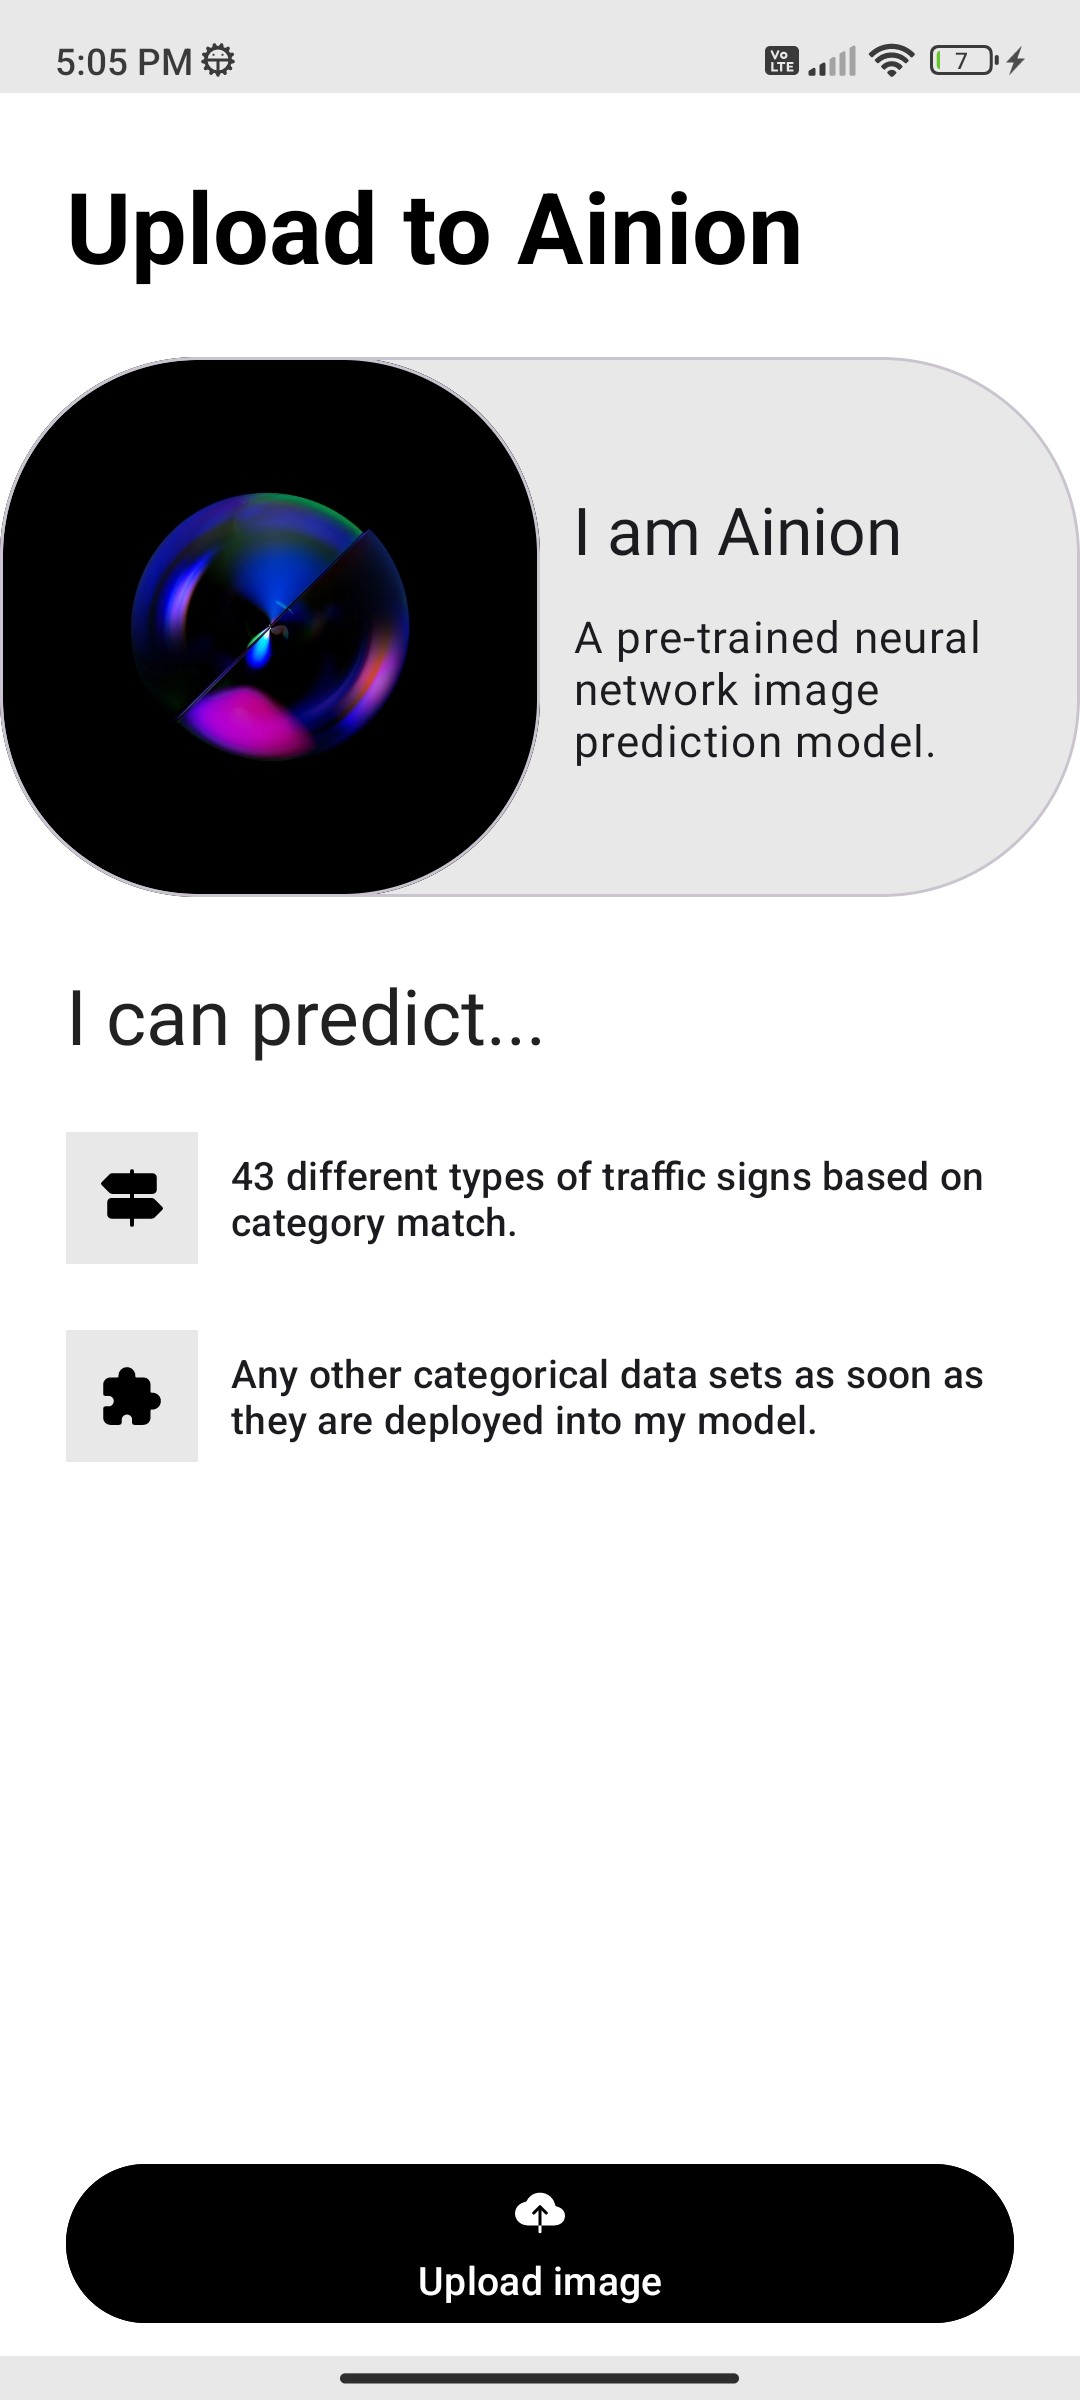 5:05 PM
Vo
LTE
7
Upload to Ainion
I am Ainion
A pre-trained neural
network image
prediction model.
I can predict...
43 different types of traffic signs based on
category match.
Any other categorical data sets as soon as
they are deployed into my model.
Upload image